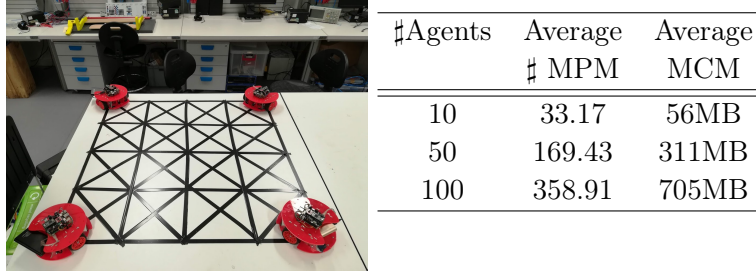 ♯Agents Average Average
♯ MPM MCM
10 33.17 56MB
50 169.43 311MB
100 358.91 705MB